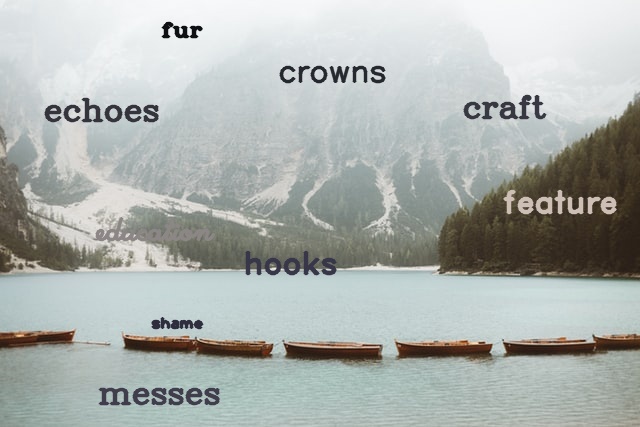 fur
crowns
echoes
craft
feature
education
hooks
shame
messes